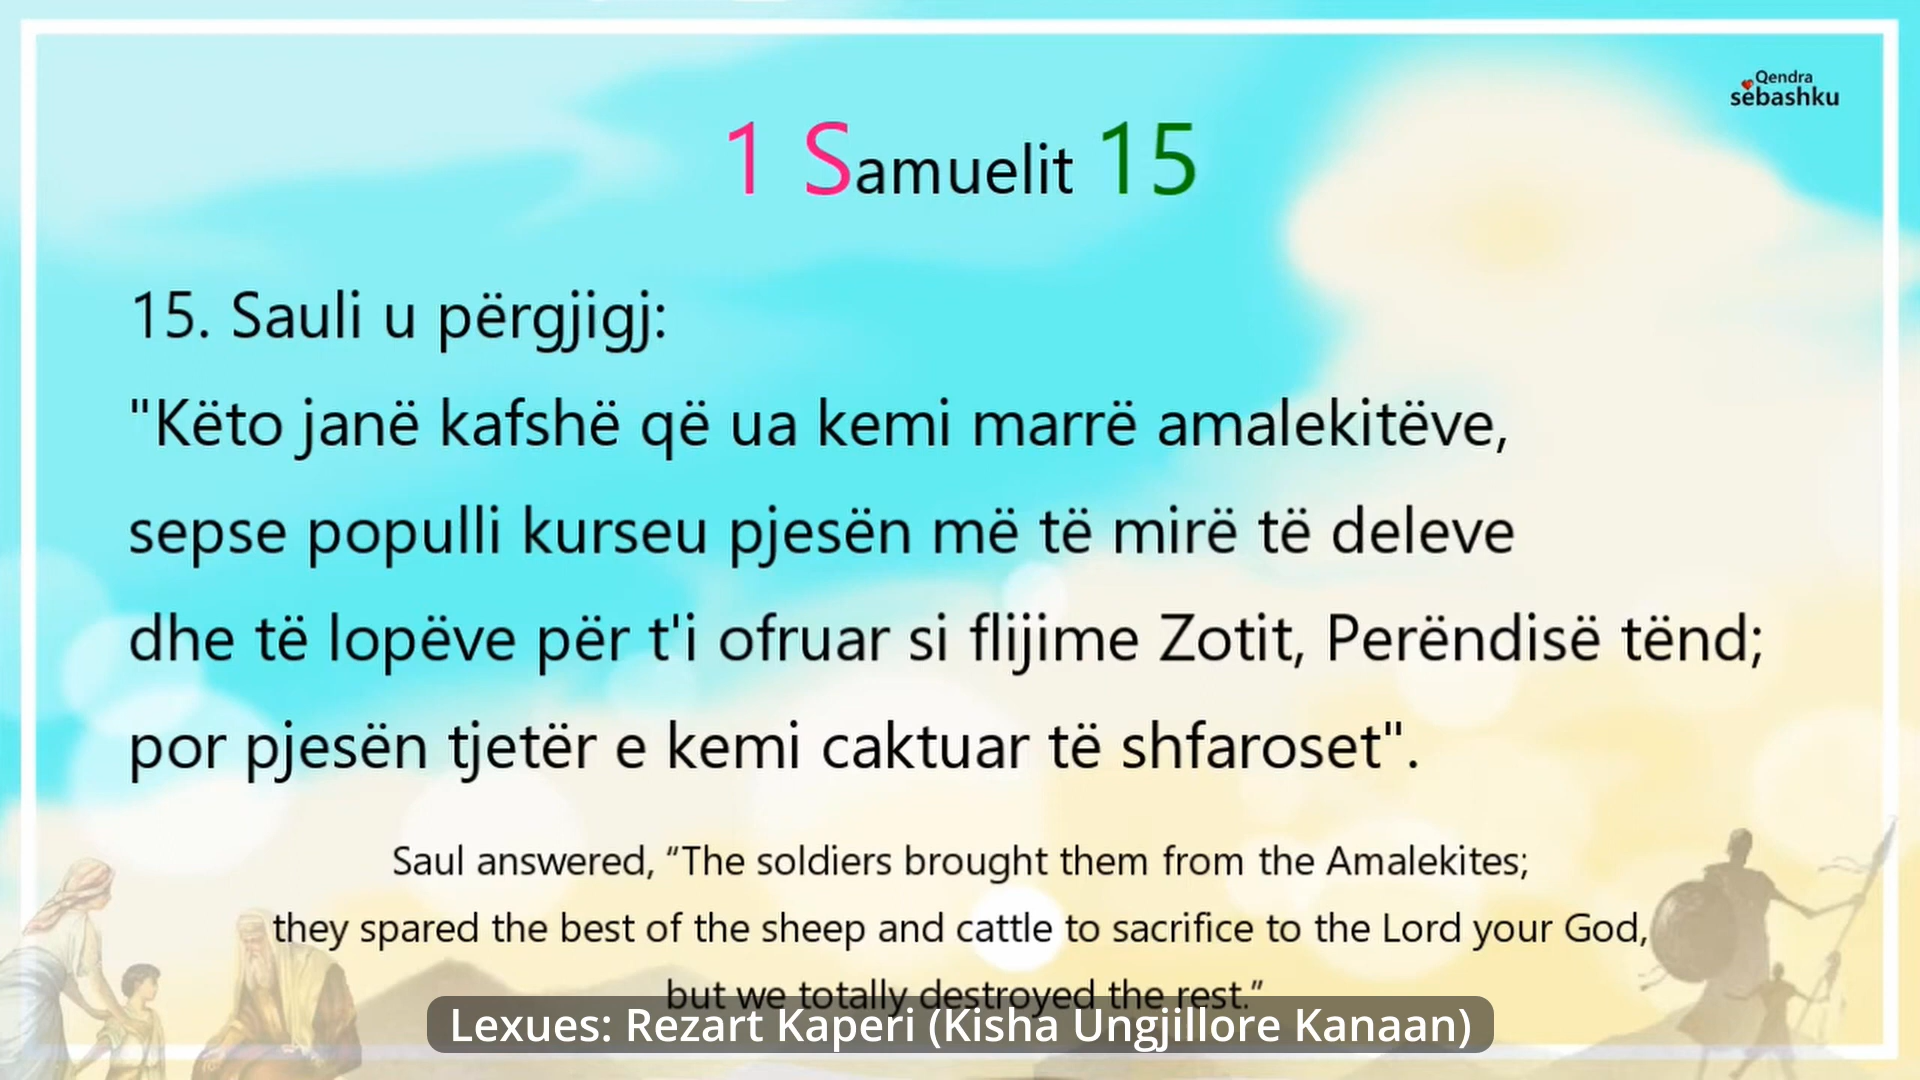 Qendra
sëbashku
1 Samuelit 15
15. Sauli u përgjigj:
"Këto janë kafshë që ua kemi marrë amalekitëve,
sepse populli kurseu pjesën më të mirë të deleve
dhe të lopëve për t'i ofruar si flijime Zotit, Perëndisë tënd;
por pjesën tjetër e kemi caktuar të shfaroset".
Saul answered, “The soldiers brought them from the Amalekites;
they spared the best of the sheep and cattle to sacrifice to the Lord your God,
but we totally destroyed the rest.”
Lexues: Rezart Kaperi (Kisha Ungjillore Kanaan)